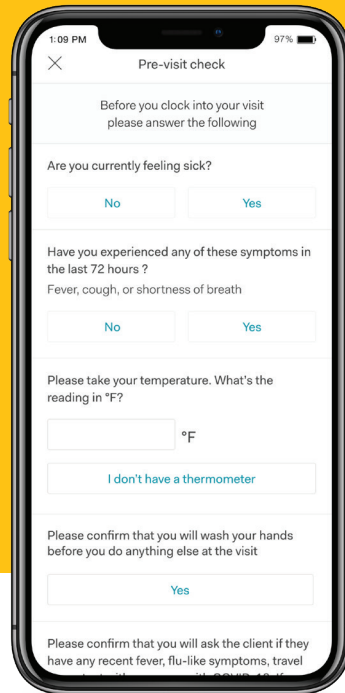 1:09 PM
97%
Pre-visit check
Before you clock into your visit
please answer the following
Are you currently feeling sick?
No Yes
Have you experienced any of these symptoms in
the last 72 hours ?
Fever, cough, or shortness of breath
No Yes
Please take your temperature. What's the
reading in °F?
°F
I don't have a thermometer
Please confirm that you will wash your hands
before you do anything else at the visit
Yes
Please confirm that you will ask the client if they
have any recent fever, flu-like symptoms, travel